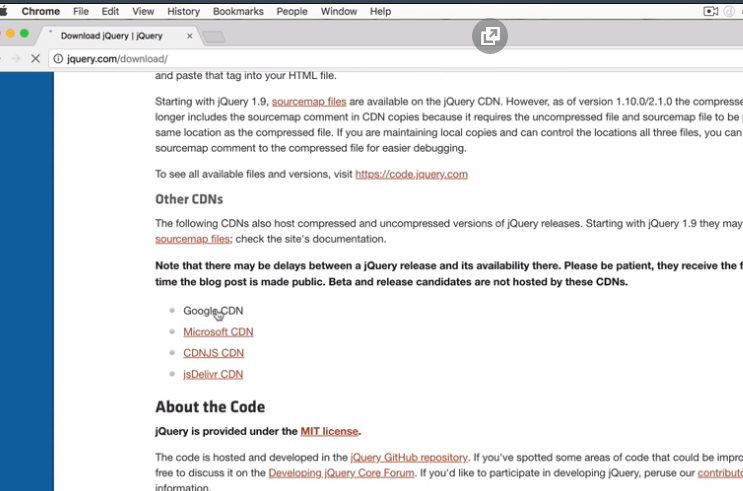 Chrome File Edit View History Bookmarks People Window Help
Download jQuery | jQuery
jquery.com/download/
and paste that tag into your HTML file.
Starting with jQuery 1.9, sourcemap files are available on the jQuery CDN. However, as of version 1.10.0/2.1.0 the compresse
longer includes the sourcemap comment in CDN copies because it requires the uncompressed file and sourcemap file to be
same location as the compressed file. If you are maintaining local copies and can control the locations all three files, you can
sourcemap comment to the compressed file for easier debugging.
To see all available files and versions, visit https://code.jquery.com
Other CDNs
The following CDNs also host compressed and uncompressed versions of jQuery releases. Starting with jQuery 1.9 they may
sourcemap files; check the site's documentation.
Note that there may be delays between a jQuery release and its availability there. Please be patient, they receive the f
time the blog post is made public. Beta and release candidates are not hosted by these CDNs.
Google CDN
Microsoft CDN
CDNJS CDN
jsDelivr CDN
About the Code
jQuery is provided under the MIT license.
The code is hosted and developed in the jQuery GitHub repository. If you've spotted some areas of code that could be impro
free to discuss it on the Developing jQuery Core Forum. If you'd like to participate in developing jQuery, peruse our contributo
information.